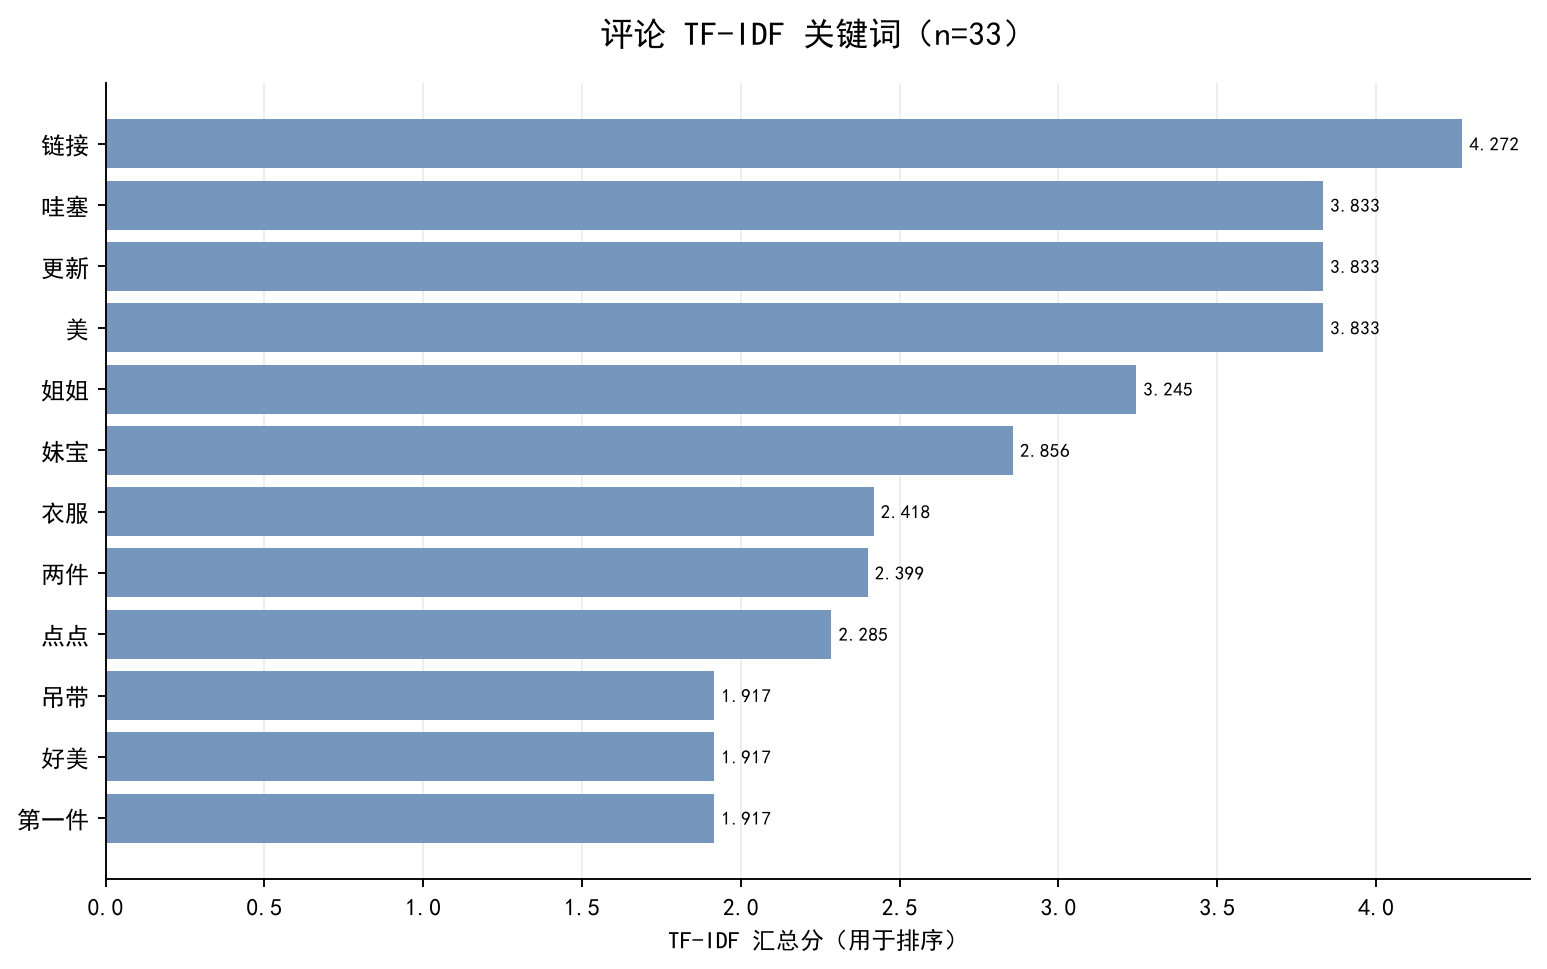 评论 TF-IDF 关键词（n=33）
链接 4.272
哇塞 3.833
更新 3.833
美 3.833
姐姐 3.245
妹宝 2.856
衣服 2.418
两件 2.399
点点 2.285
吊带 1.917
好美 1.917
第一件 1.917
0.0 0.5 1.0 1.5 2.0 2.5 3.0 3.5 4.0
TF-IDF 汇总分（用于排序）